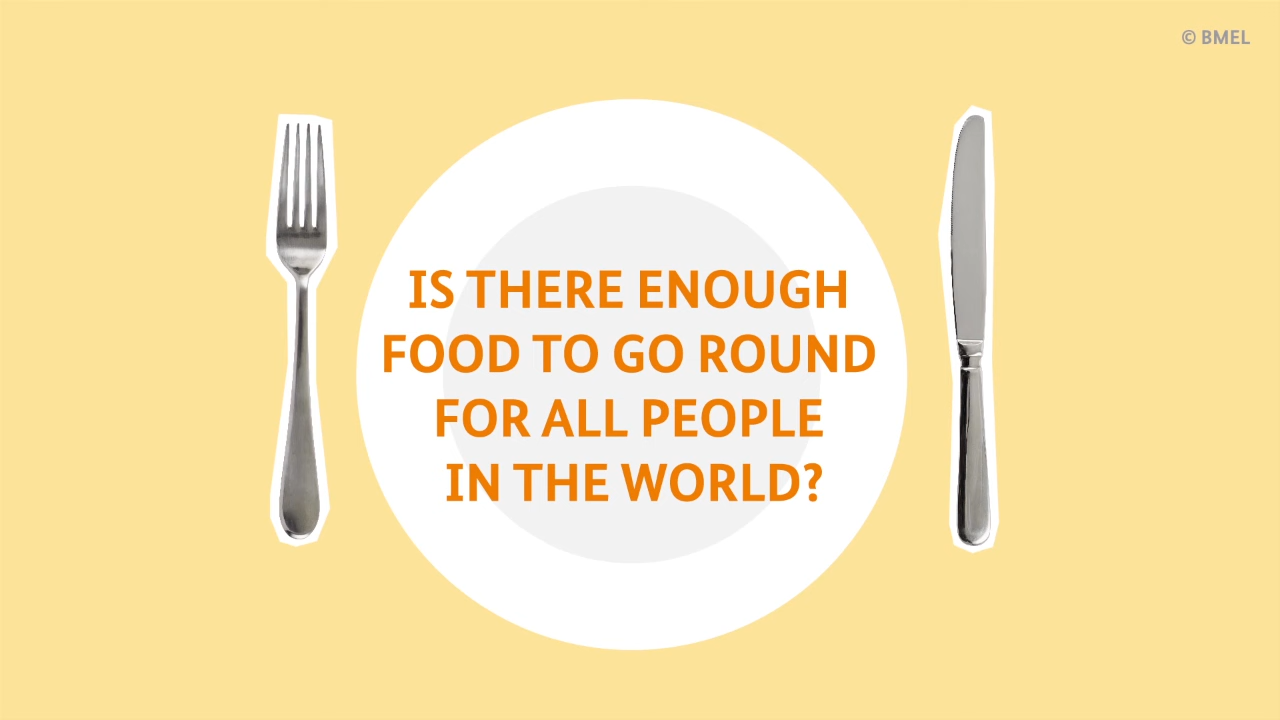 © BMEL
IS THERE ENOUGH
FOOD TO GO ROUND
FOR ALL PEOPLE
IN THE WORLD?